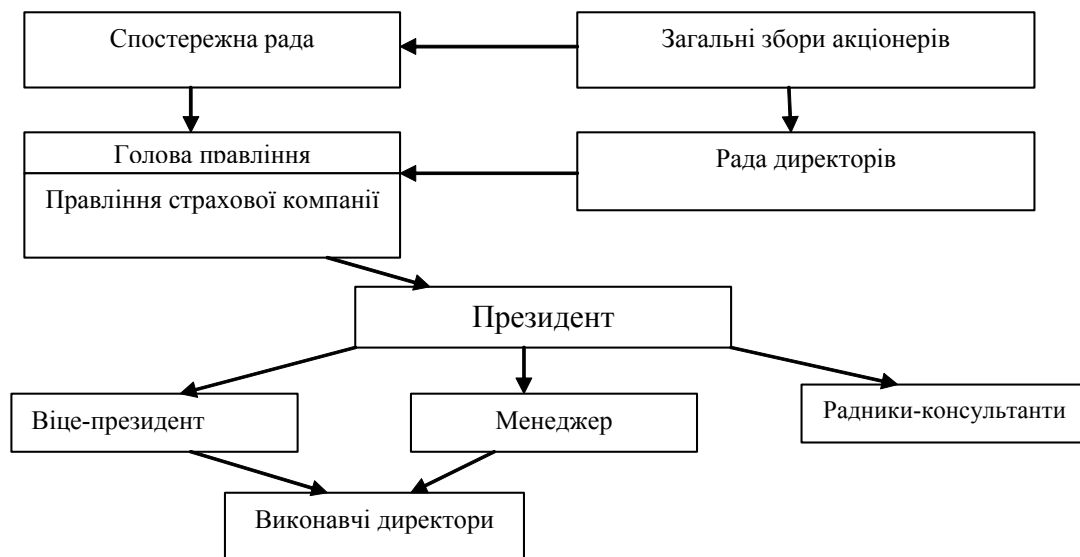 Спостережна рада
Загальні збори акціонерів
Голова правління
Рада директорів
Правління страхової компанії
Президент
Віце-президент
Менеджер
Радники-консультанти
Виконавчі директори